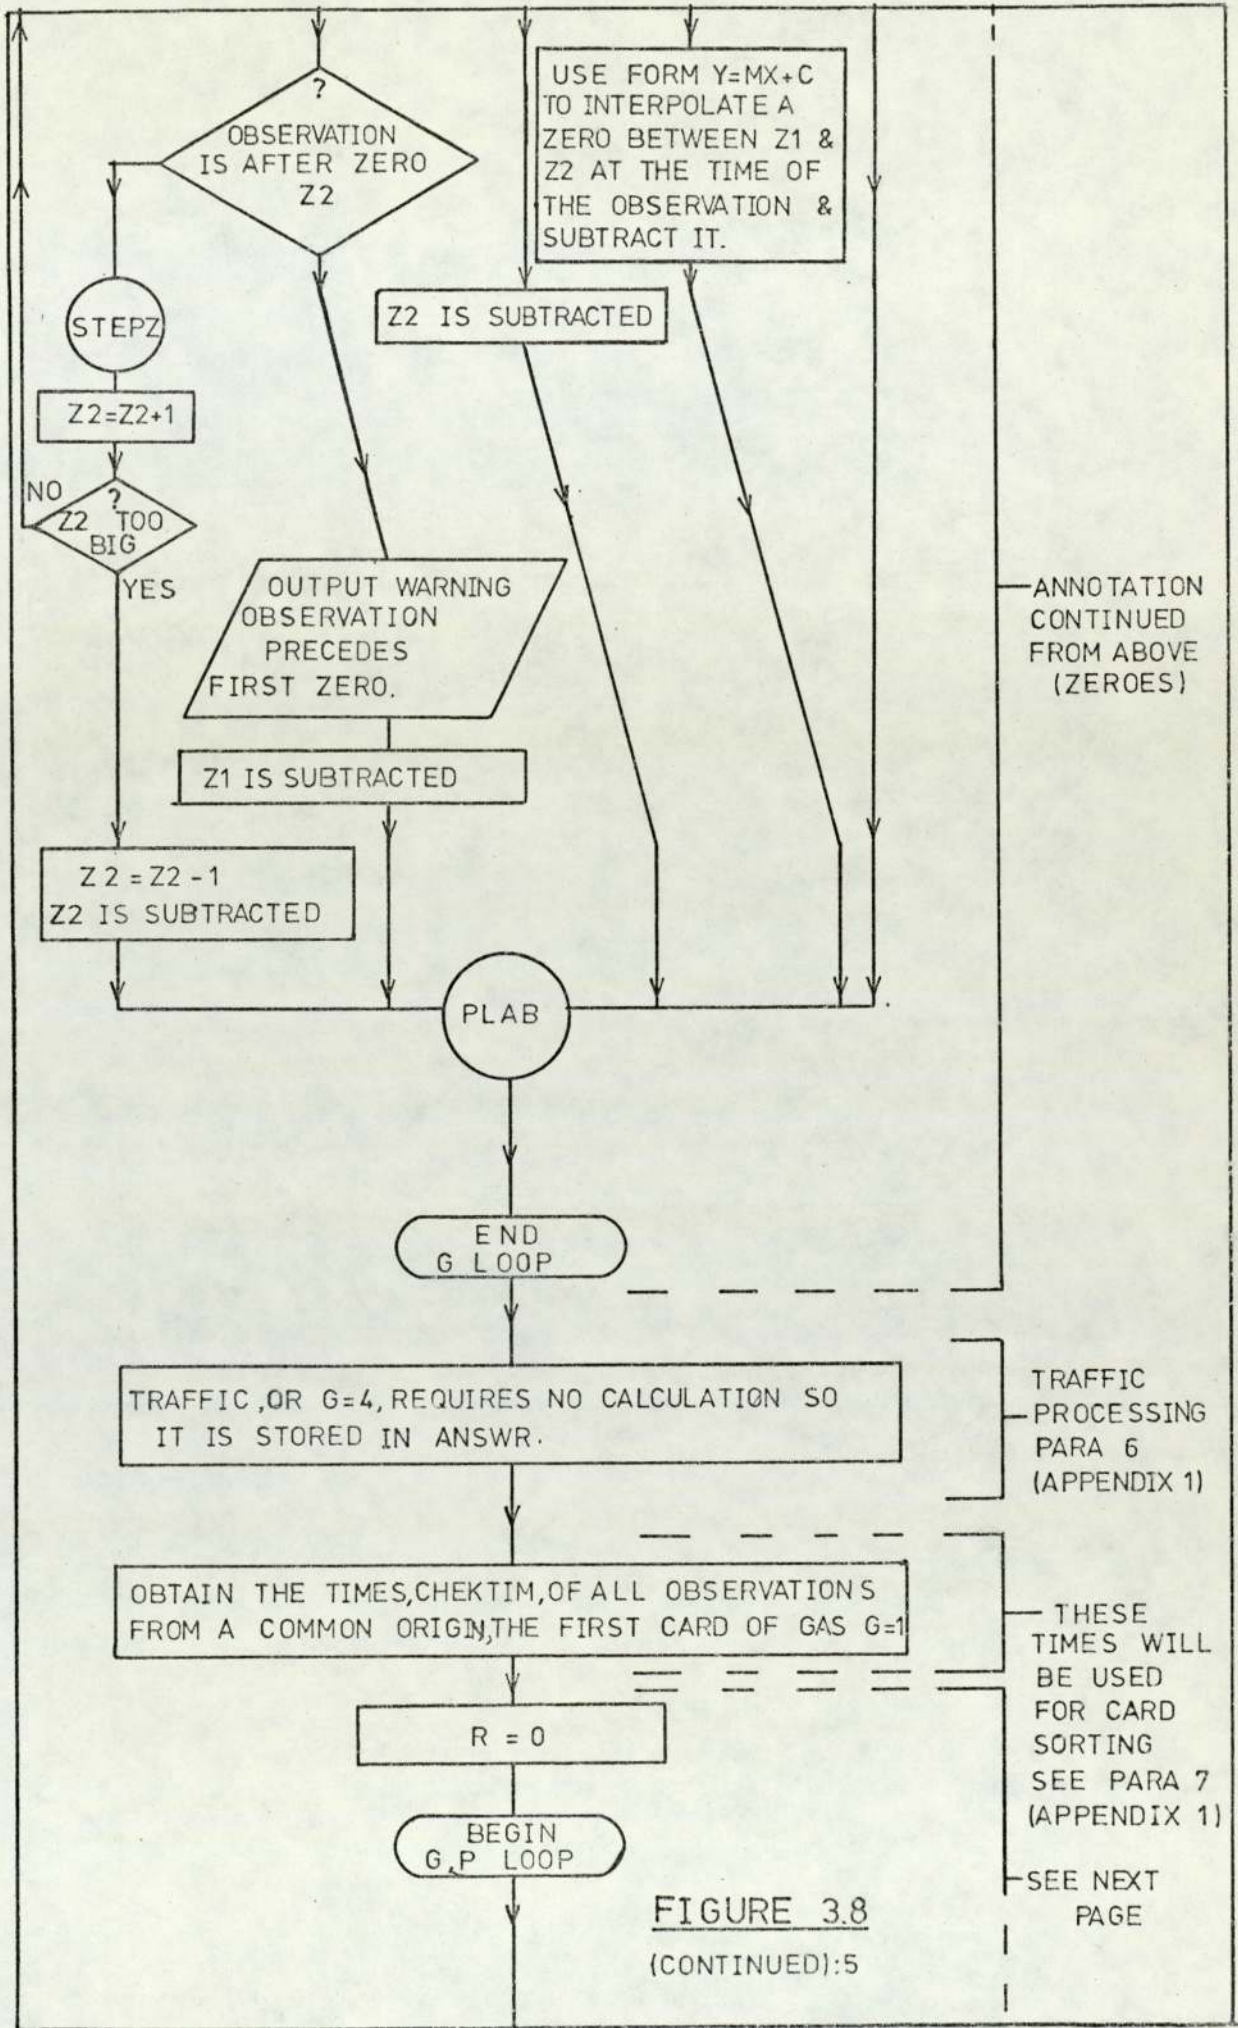 ?
OBSERVATION
IS AFTER ZERO
Z2
USE FORM Y=MX+C
TO INTERPOLATE A
ZERO BETWEEN Z1 &
Z2 AT THE TIME OF
THE OBSERVATION &
SUBTRACT IT.
STEPZ
Z2 IS SUBTRACTED
Z2=Z2+1
NO
?
Z2 TOO
BIG
YES
OUTPUT WARNING
OBSERVATION
PRECEDES
FIRST ZERO.
ANNOTATION
CONTINUED
FROM ABOVE
(ZEROES)
Z1 IS SUBTRACTED
Z2 = Z2 - 1
Z2 IS SUBTRACTED
PLAB
END
G LOOP
TRAFFIC, OR G=4, REQUIRES NO CALCULATION SO
IT IS STORED IN ANSWR.
TRAFFIC
PROCESSING
PARA 6
(APPENDIX 1)
OBTAIN THE TIMES, CHEKTIM, OF ALL OBSERVATIONS
FROM A COMMON ORIGIN, THE FIRST CARD OF GAS G=1
THESE
TIMES WILL
BE USED
FOR CARD
SORTING
SEE PARA 7
(APPENDIX 1)
R = 0
BEGIN
G,P LOOP
SEE NEXT
PAGE
FIGURE 3.8
(CONTINUED):5